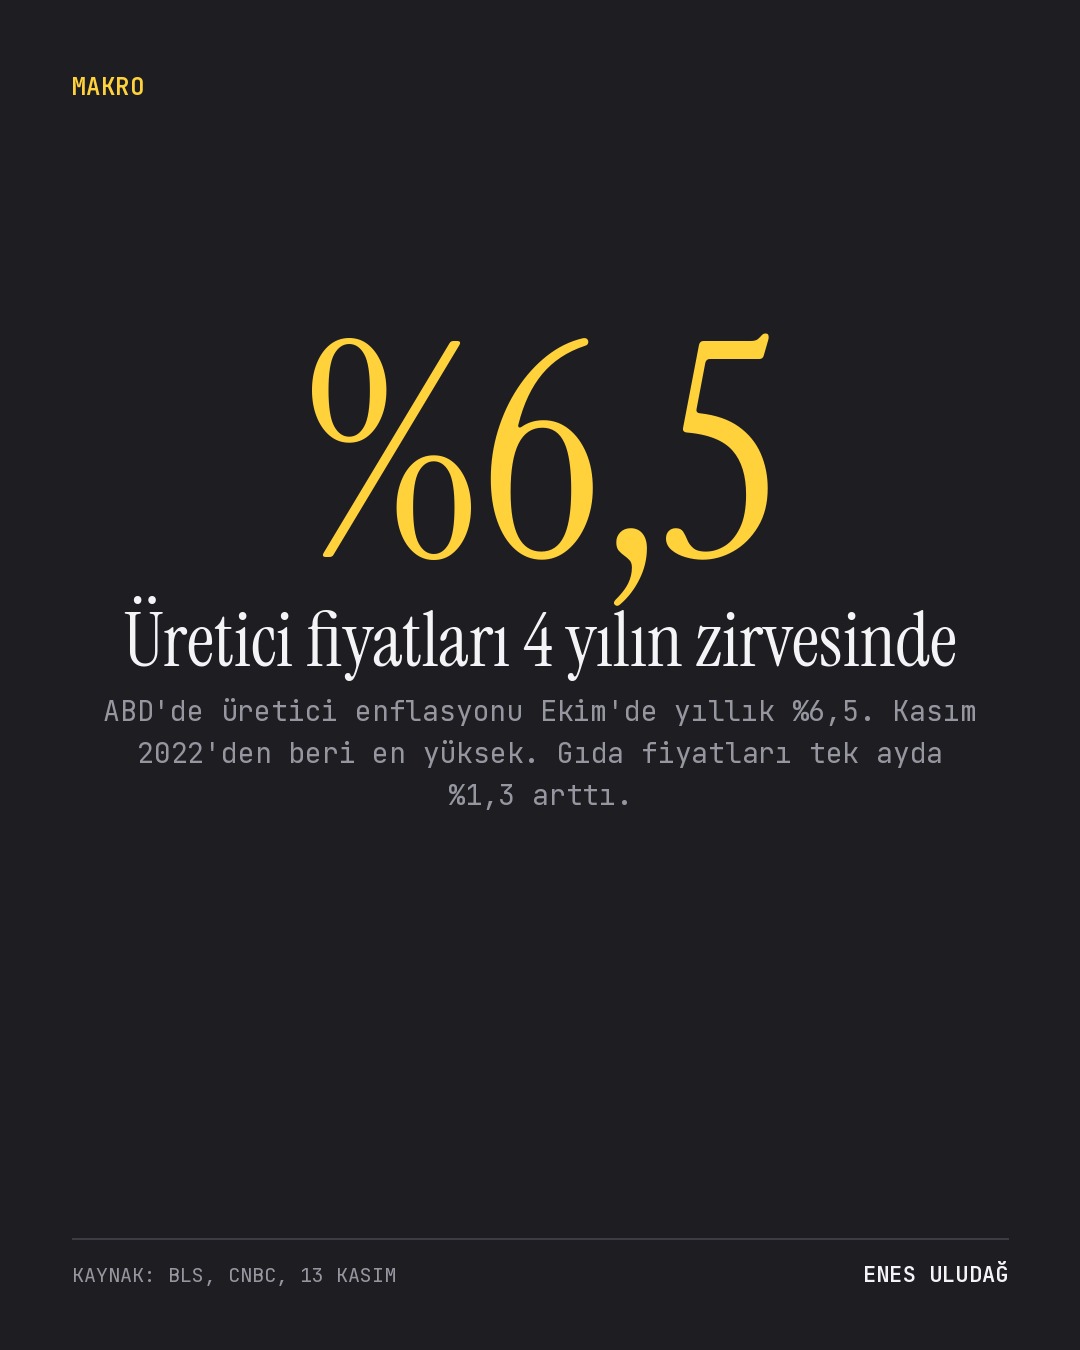 MAKRO
%6,5
Üretici fiyatları 4 yılın zirvesinde
ABD'de üretici enflasyonu Ekim'de yıllık %6,5. Kasım
2022'den beri en yüksek. Gıda fiyatları tek ayda
%1,3 arttı.
KAYNAK: BLS, CNBC, 13 KASIM
ENES ULUDAĞ